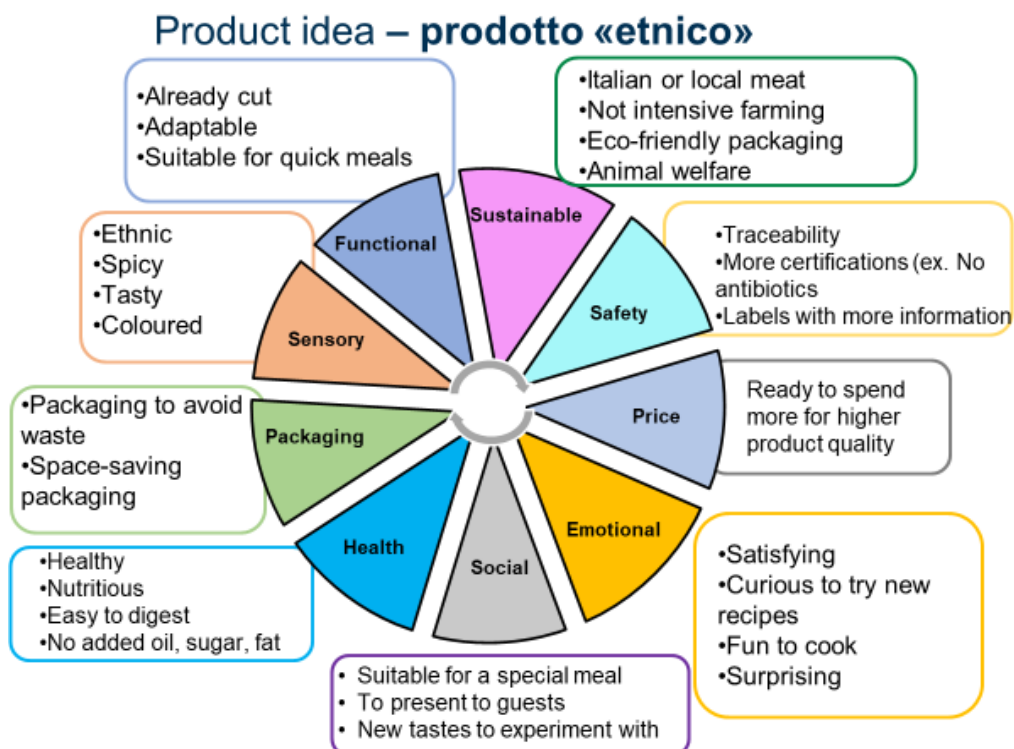 Product idea – prodotto «etnico»
•Already cut
•Adaptable
•Suitable for quick meals
•Italian or local meat
•Not intensive farming
•Eco-friendly packaging
•Animal welfare
Functional
Sustainable
•Ethnic
•Spicy
•Tasty
•Coloured
Sensory
Safety
•Traceability
•More certifications (ex. No
antibiotics
•Labels with more information
•Packaging to avoid
waste
•Space-saving
packaging
Packaging
Price
Ready to spend
more for higher
product quality
•Healthy
•Nutritious
•Easy to digest
•No added oil, sugar, fat
Health
Social
Emotional
•Satisfying
•Curious to try new
recipes
•Fun to cook
•Surprising
• Suitable for a special meal
• To present to guests
• New tastes to experiment with